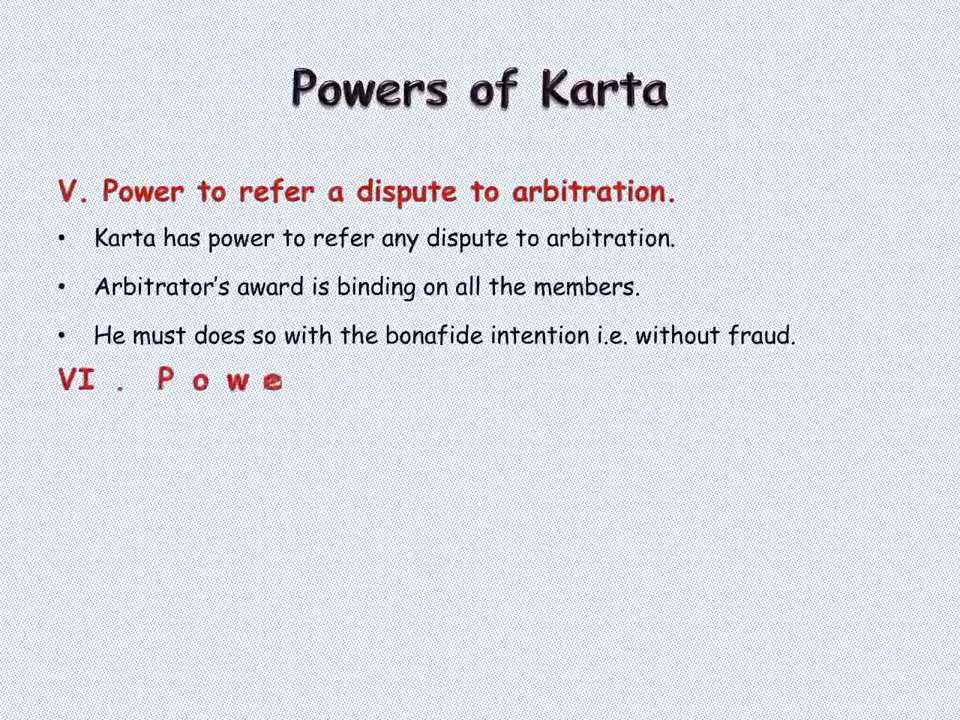 Powers of Karta
V. Power to refer a dispute to arbitration.
• Karta has power to refer any dispute to arbitration.
• Arbitrator's award is binding on all the members.
• He must does so with the bonafide intention i.e. without fraud.
VI . P o w e